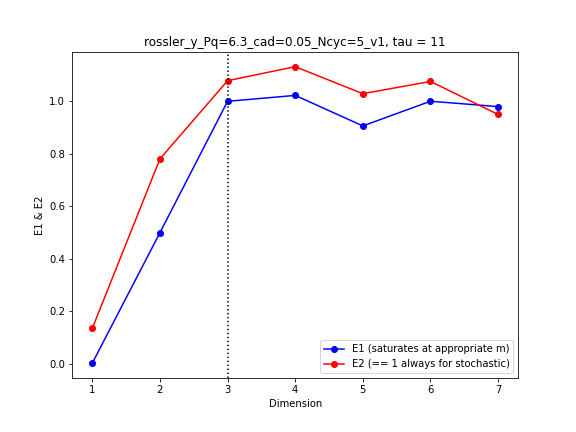 rossler_y_Pq=6.3_cad=0.05_Ncyc=5_v1, tau = 11
E1 & E2
1.0
0.8
0.6
0.4
0.2
0.0
E1 (saturates at appropriate m)
E2 (== 1 always for stochastic)
1 2 3 4 5 6 7
Dimension